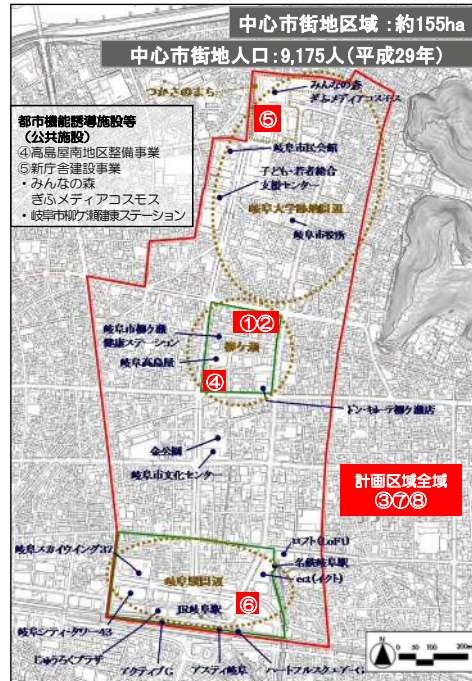 中心市街地区域：約155ha
中心市街地人口：9,175人（平成29年）
つかさのまち
みんなの森
ぎふメディアコスモス
⑤
都市機能誘導施設等
（公共施設）
④高島屋南地区整備事業
⑤新庁舎建設事業
・みんなの森
ぎふメディアコスモス
・岐阜市柳ケ瀬健康ステーション
岐阜市民会館
子ども・若者総合
支援センター
岐阜大学跡地周辺
岐阜市役所
①②
岐阜市柳ケ瀬
健康ステーション
柳ケ瀬
岐阜高島屋
④
ドン・キホーテ柳ケ瀬店
金公園
岐阜市文化センター
計画区域全域
③⑦⑧
ロフト(LoFt)
岐阜スカイウイング37
名鉄岐阜駅
岐阜駅周辺
ect(イクト)
⑥
JR岐阜駅
岐阜シティ・タワー43
じゅうろくプラザ
アクティブG
アスティ岐阜
ハートフルスクエアーG
N
0 50 100 200m